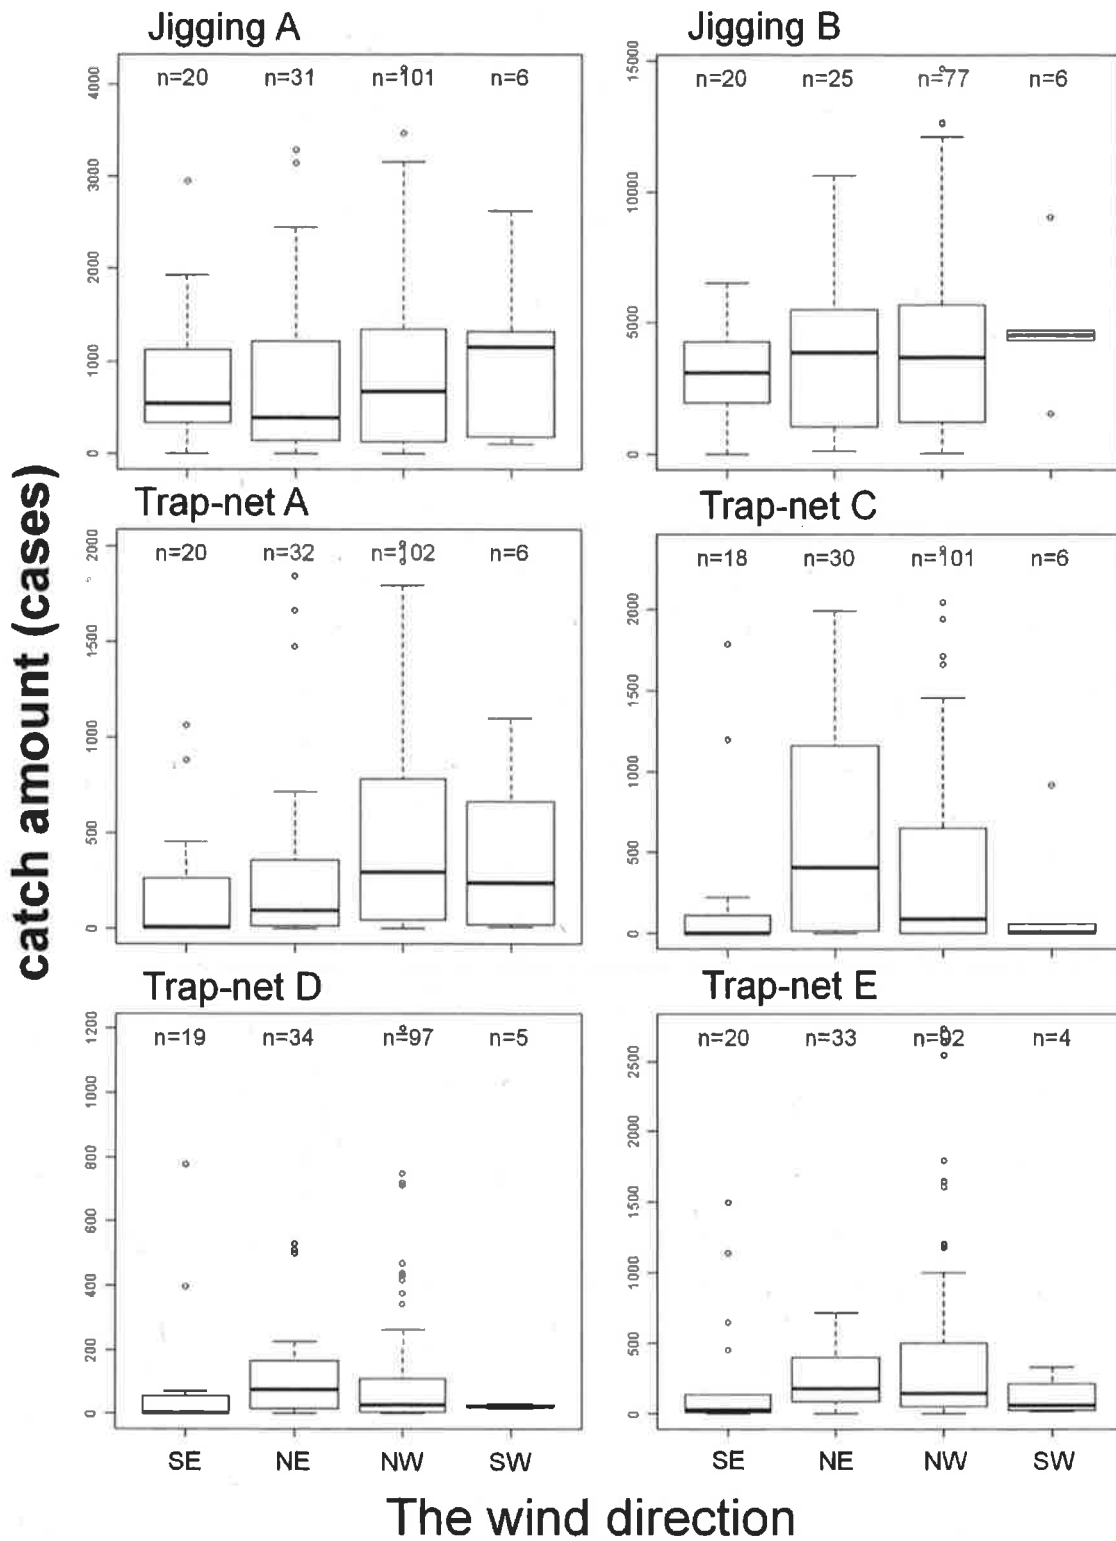 Jigging A
Jigging B
n=20 n=31 n=101 n=6
n=20 n=25 n=77 n=6
4000
3000
2000
1000
0
15000
10000
5000
0
Trap-net A
Trap-net C
n=20 n=32 n=102 n=6
n=18 n=30 n=101 n=6
2000
1500
1000
500
0
2000
1500
1000
500
0
catch amount (cases)
Trap-net D
Trap-net E
n=19 n=34 n=97 n=5
n=20 n=33 n=92 n=4
1200
1000
800
600
400
200
0
2500
2000
1500
1000
500
0
SE NE NW SW
SE NE NW SW
The wind direction